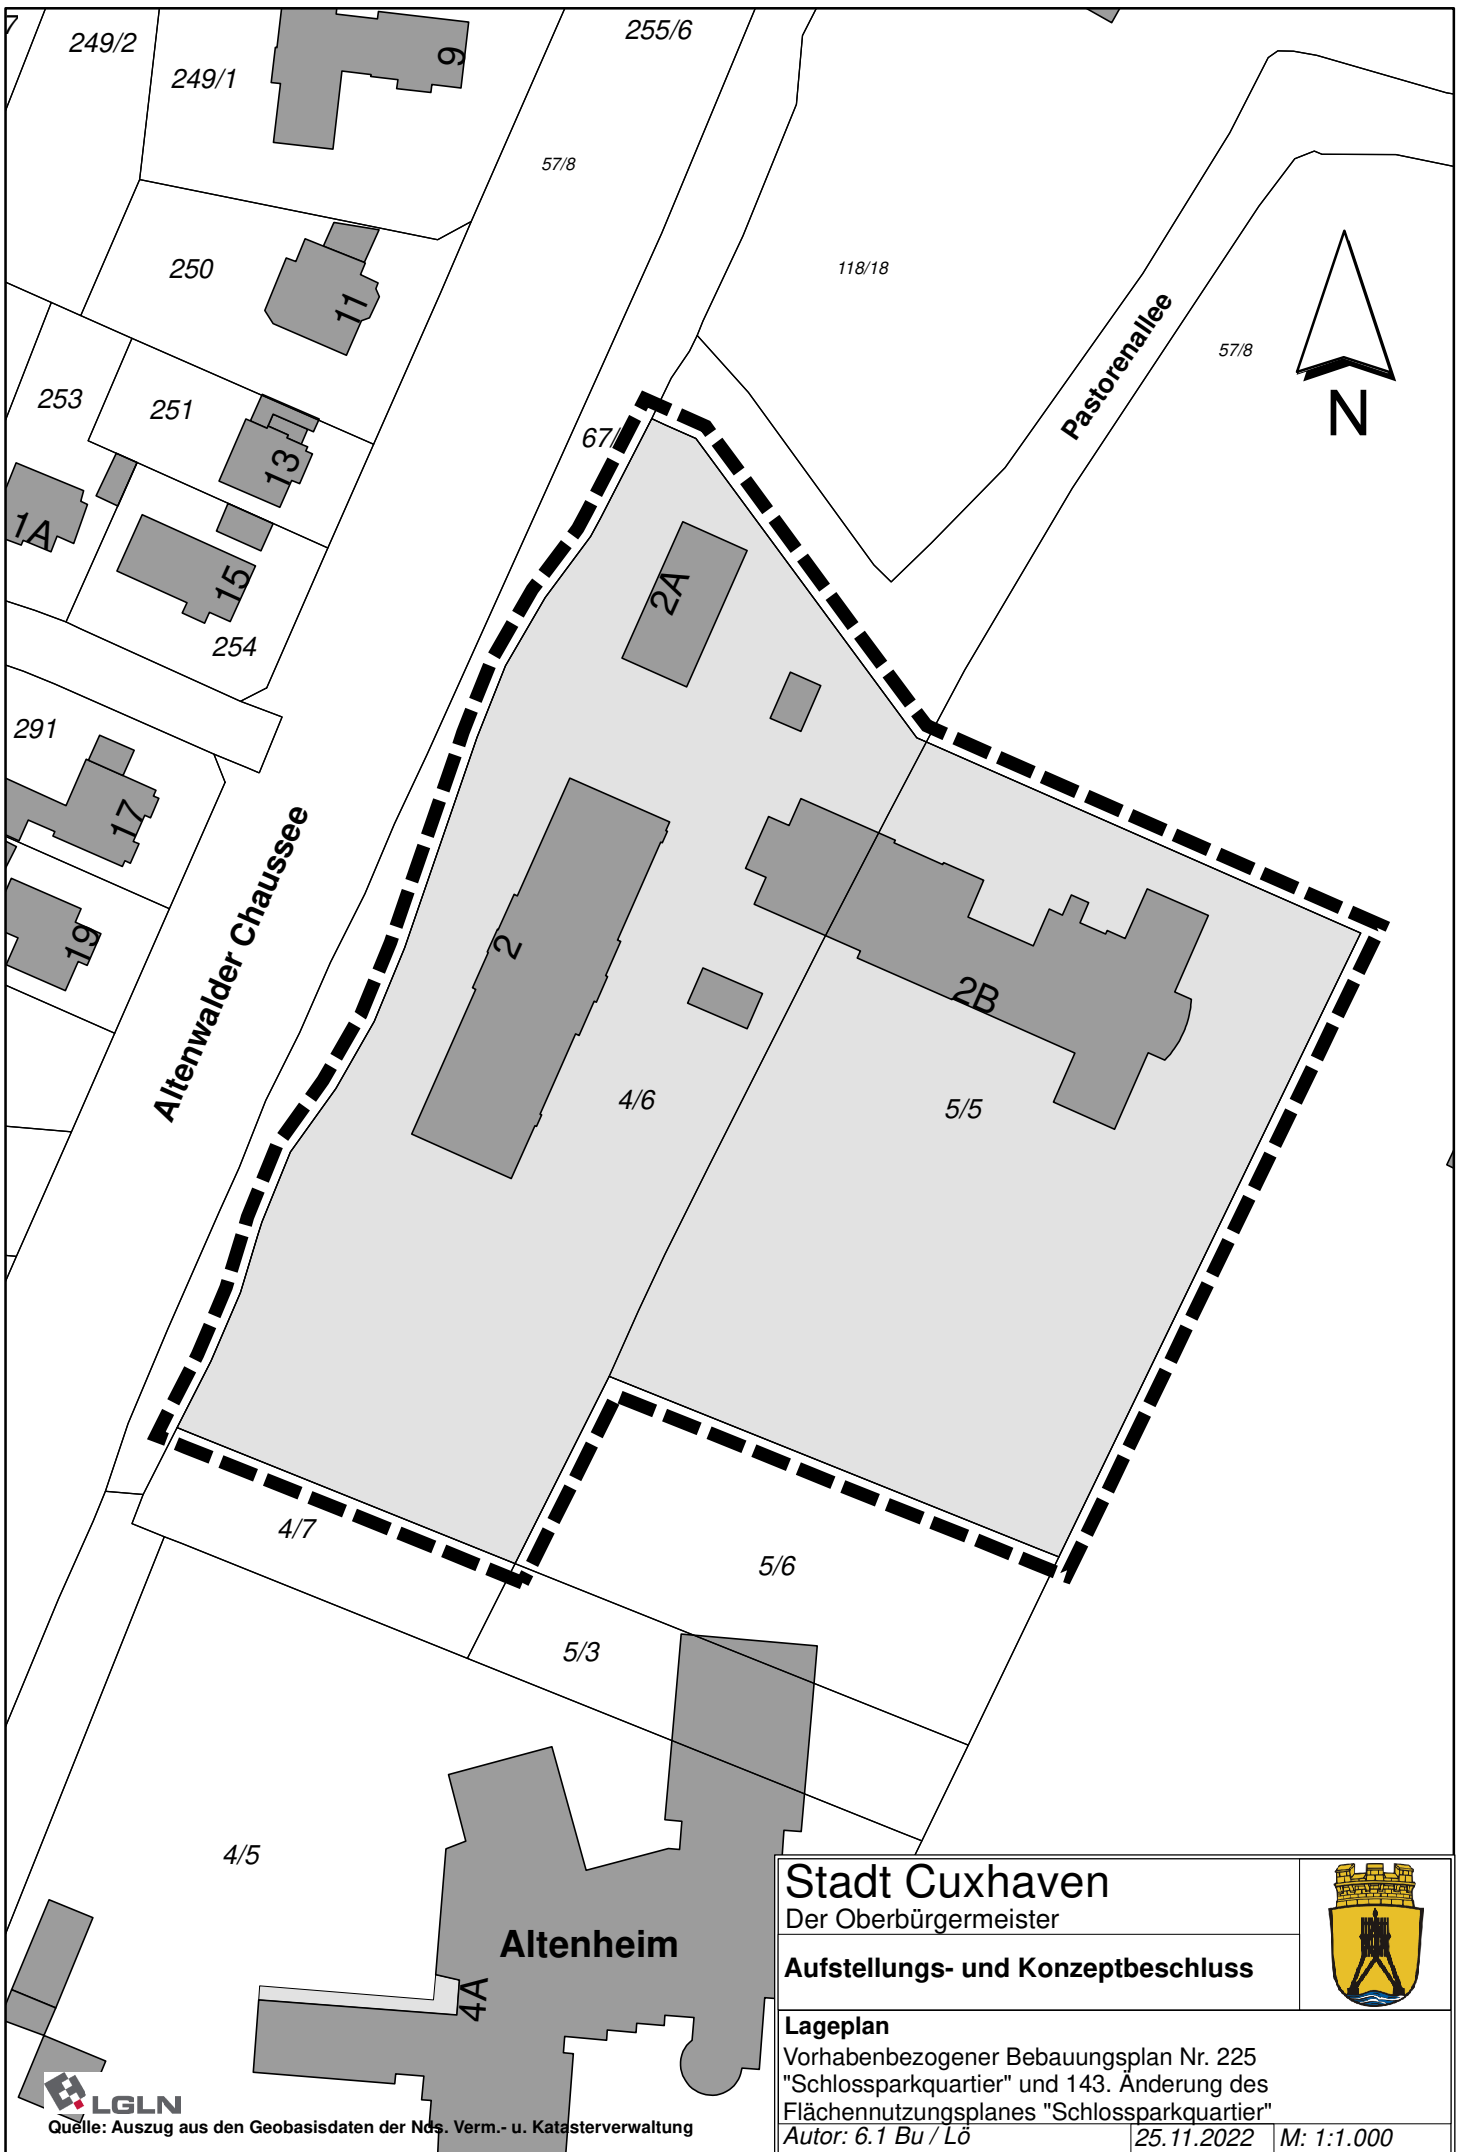 7
249/2
249/1
9
255/6
57/8
250
11
118/18
Pastorenallee
57/8
N
253
251
67/
13
1A
15
254
2A
291
17
Altenwalder Chaussee
19
2
2B
4/6
5/5
4/7
5/6
5/3
4/5
Altenheim
4A
Stadt Cuxhaven
Der Oberbürgermeister
Aufstellungs- und Konzeptbeschluss
Lageplan
Vorhabenbezogener Bebauungsplan Nr. 225
"Schlossparkquartier" und 143. Änderung des
Flächennutzungsplanes "Schlossparkquartier"
Autor: 6.1 Bu / Lö 25.11.2022 M: 1:1.000
LGLN
Quelle: Auszug aus den Geobasisdaten der Nds. Verm.- u. Katasterverwaltung